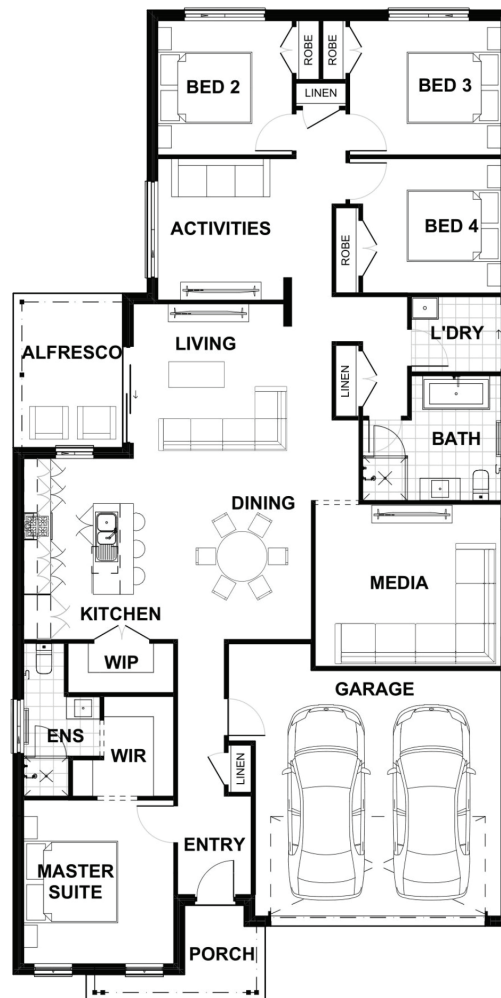 ROBE
ROBE
BED 2
BED 3
LINEN
ACTIVITIES
BED 4
ROBE
ALFRESCO
LIVING
L'DRY
LINEN
BATH
DINING
MEDIA
KITCHEN
WIP
GARAGE
ENS
WIR
LINEN
ENTRY
MASTER
SUITE
PORCH